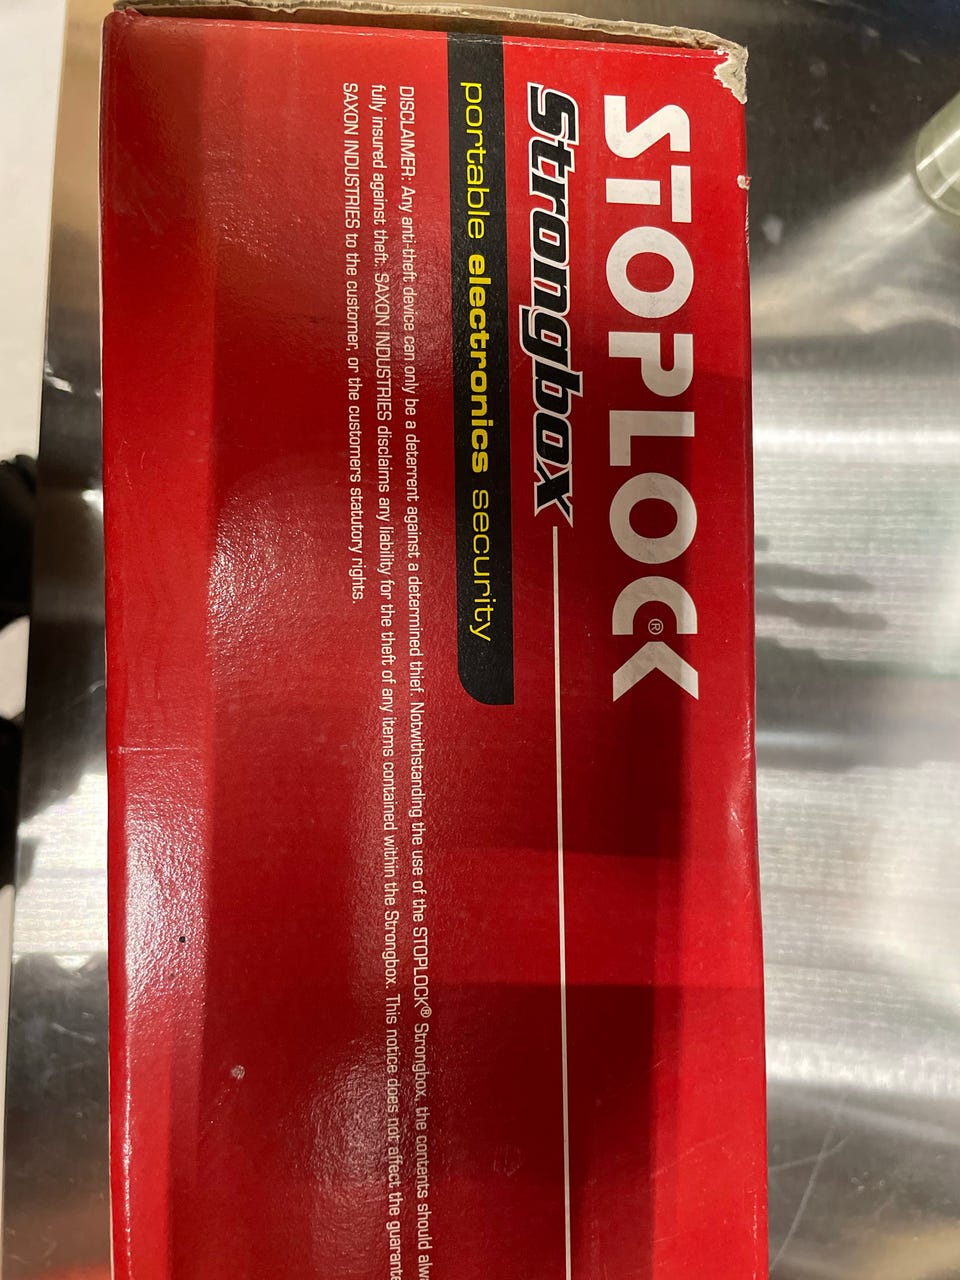 STOPLOCK®
Strongbox
portable electronics security
DISCLAIMER: Any anti-theft device can only be a deterrent against a determined thief. Notwithstanding the use of the STOPLOCK® Strongbox, the contents should
fully insured against theft. SAXON INDUSTRIES disclaims any liability for the theft of any items contained within the Strongbox. This notice does not affect the
SAXON INDUSTRIES to the customer, or the customers statutory rights.